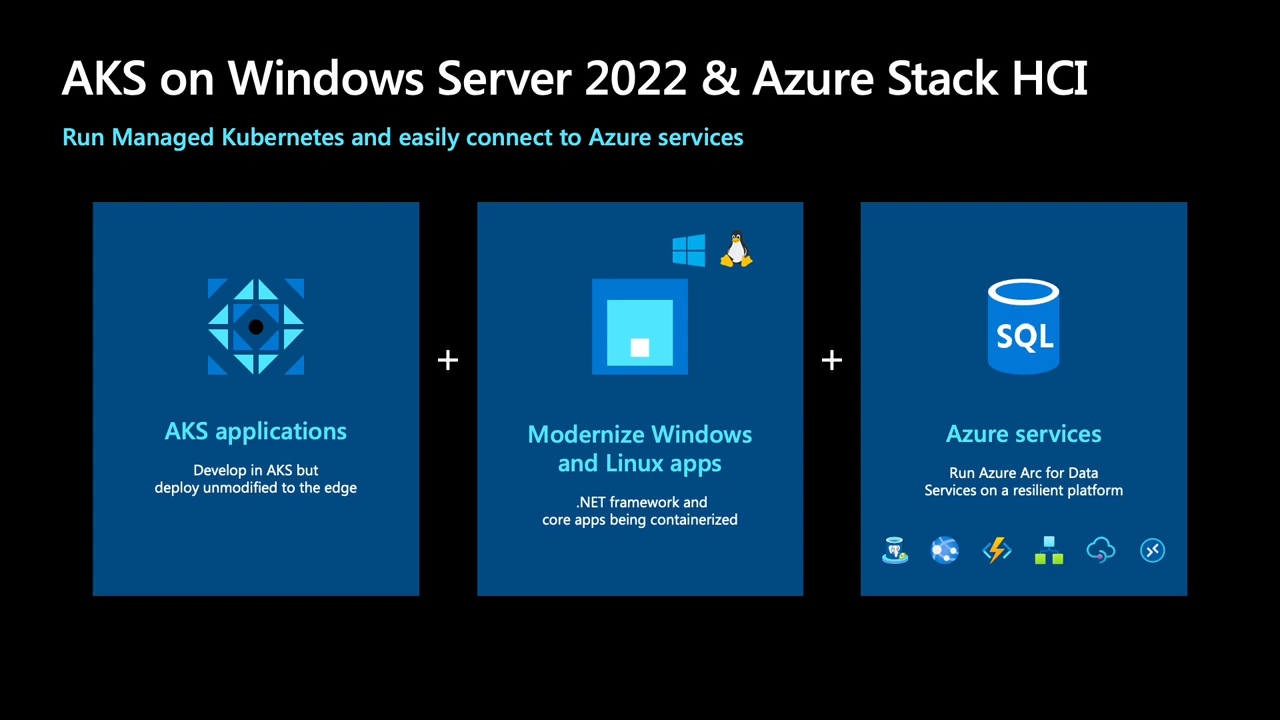 AKS on Windows Server 2022 & Azure Stack HCI
Run Managed Kubernetes and easily connect to Azure services
AKS applications
Develop in AKS but
deploy unmodified to the edge
+
Modernize Windows
and Linux apps
.NET framework and
core apps being containerized
+
SQL
Azure services
Run Azure Arc for Data
Services on a resilient platform